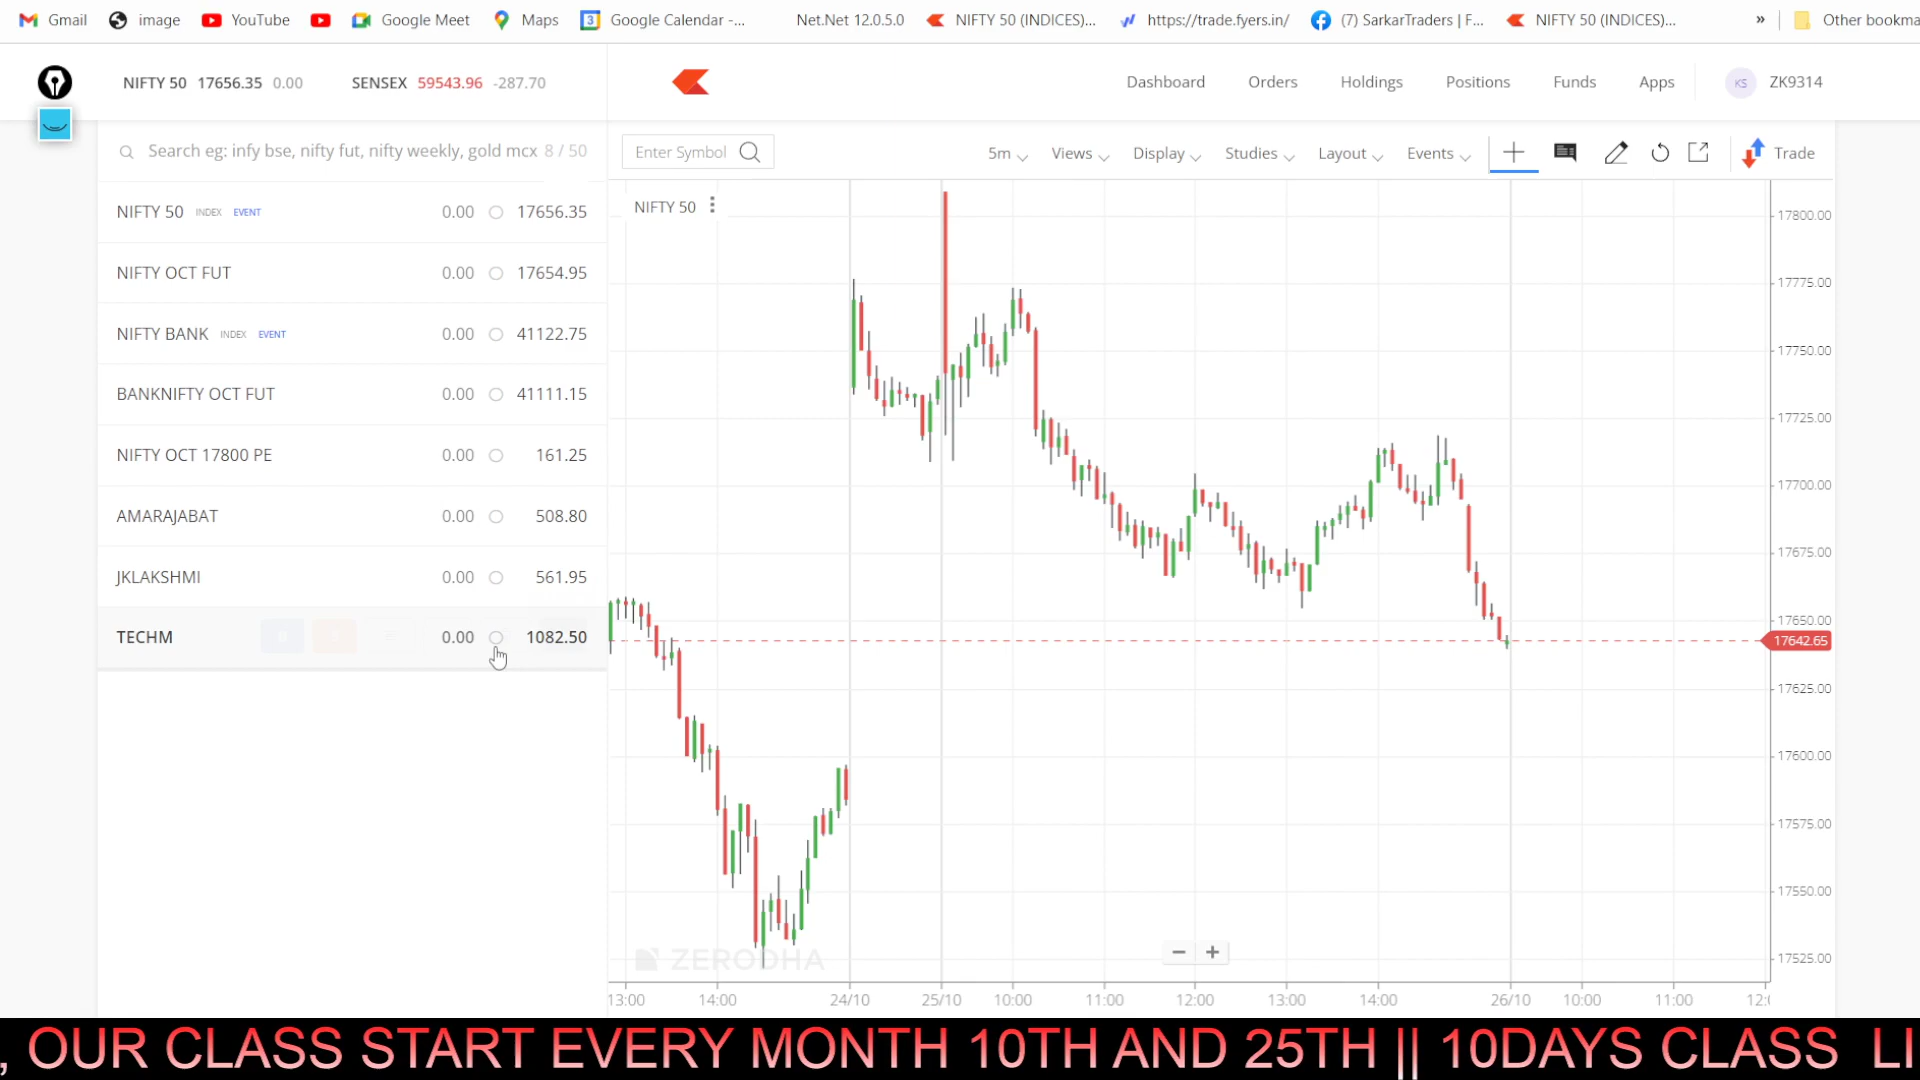 Gmail image YouTube Google Meet Maps Google Calendar -... Net.Net 12.0.5.0 NIFTY 50 (INDICES)... https://trade.fyers.in/ (7) SarkarTraders | F... NIFTY 50 (INDICES)... » Other bookma
NIFTY 50 17656.35 0.00 SENSEX 59543.96 -287.70
Dashboard Orders Holdings Positions Funds Apps KS ZK9314
Search eg: infy bse, nifty fut, nifty weekly, gold mcx 8 / 50
Enter Symbol 5m Views Display Studies Layout Events Trade
NIFTY 50 INDEX EVENT 0.00 17656.35
NIFTY OCT FUT 0.00 17654.95
NIFTY BANK INDEX EVENT 0.00 41122.75
BANKNIFTY OCT FUT 0.00 41111.15
NIFTY OCT 17800 PE 0.00 161.25
AMARAJABAT 0.00 508.80
JKLAKSHMI 0.00 561.95
TECHM 0.00 1082.50
NIFTY 50
17800.00
17775.00
17750.00
17725.00
17700.00
17675.00
17650.00
17642.65
17625.00
17600.00
17575.00
17550.00
17525.00
ZERODHA
13:00 14:00 24/10 25/10 10:00 11:00 12:00 13:00 14:00 26/10 10:00 11:00
, OUR CLASS START EVERY MONTH 10TH AND 25TH || 10DAYS CLASS LI